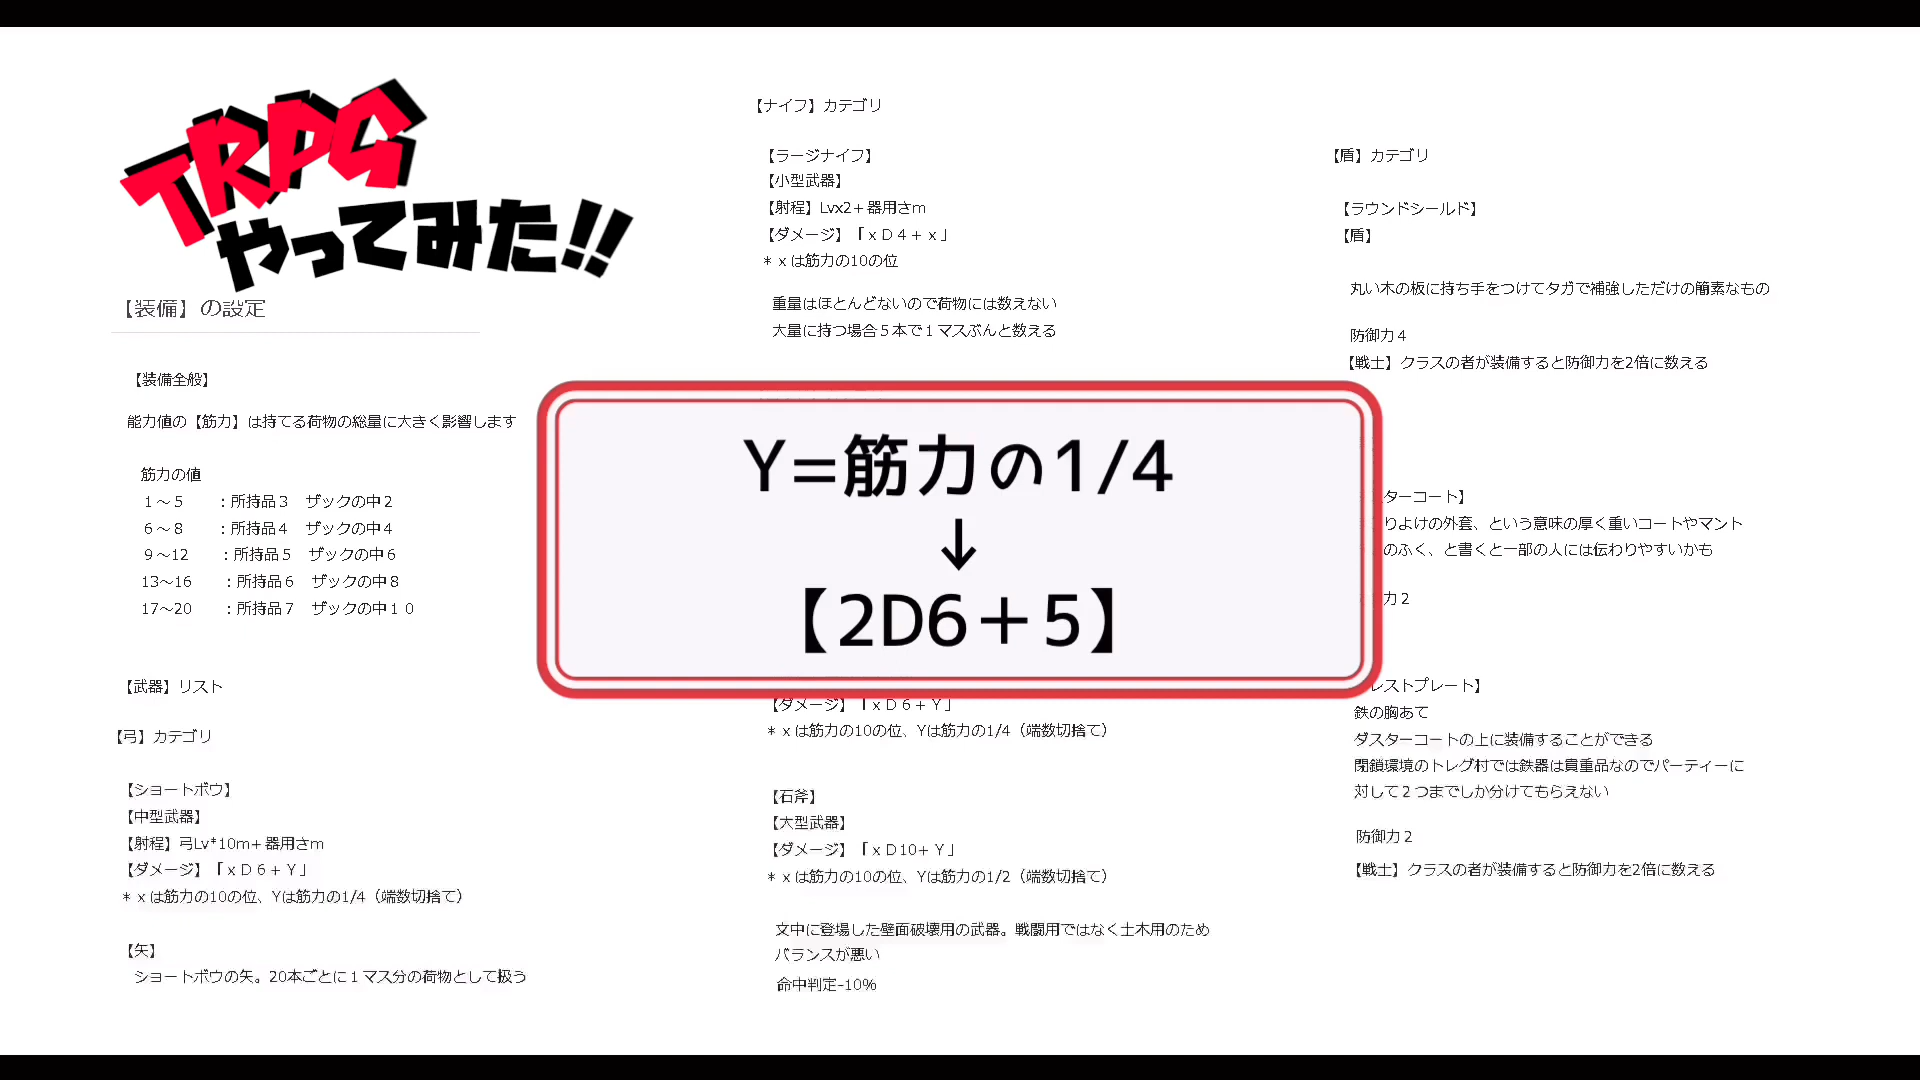 TRPG
やってみた!!
【装備】の設定
【装備全般】
能力値の【筋力】は持てる荷物の総量に大きく影響します
筋力の値
１～５　：所持品３　ザックの中２
６～８　：所持品４　ザックの中４
９～12　：所持品５　ザックの中６
13～16　：所持品６　ザックの中８
17～20　：所持品７　ザックの中１０
【武器】リスト
【弓】カテゴリ
【ショートボウ】
【中型武器】
【射程】弓Lv*10m+器用さm
【ダメージ】「ｘＤ６＋Ｙ」
＊ｘは筋力の10の位、Yは筋力の1/4（端数切捨て）
【矢】
ショートボウの矢。20本ごとに１マス分の荷物として扱う
【ナイフ】カテゴリ
【ラージナイフ】
【小型武器】
【射程】Lvx2＋器用さm
【ダメージ】「ｘＤ４＋ｘ」
＊ｘは筋力の10の位
重量はほとんどないので荷物には数えない
大量に持つ場合５本で１マスぶんと数える
Y=筋力の1/4
↓
【2D6＋5】
【ダメージ】「ｘＤ６＋Ｙ」
＊ｘは筋力の10の位、Yは筋力の1/4（端数切捨て）
【石斧】
【大型武器】
【ダメージ】「ｘＤ10+Ｙ」
＊ｘは筋力の10の位、Yは筋力の1/2（端数切捨て）
文中に登場した壁面破壊用の武器。戦闘用ではなく土木用のため
バランスが悪い
命中判定-10%
【盾】カテゴリ
【ラウンドシールド】
【盾】
丸い木の板に持ち手をつけてタガで補強しただけの簡素なもの
防御力４
【戦士】クラスの者が装備すると防御力を2倍に数える
ターコート】
りよけの外套、という意味の厚く重いコートやマント
のふく、と書くと一部の人には伝わりやすいかも
力２
レストプレート】
鉄の胸あて
ダスターコートの上に装備することができる
閉鎖環境のトレグ村では鉄器は貴重品なのでパーティーに
対して２つまでしか分けてもらえない
防御力２
【戦士】クラスの者が装備すると防御力を2倍に数える